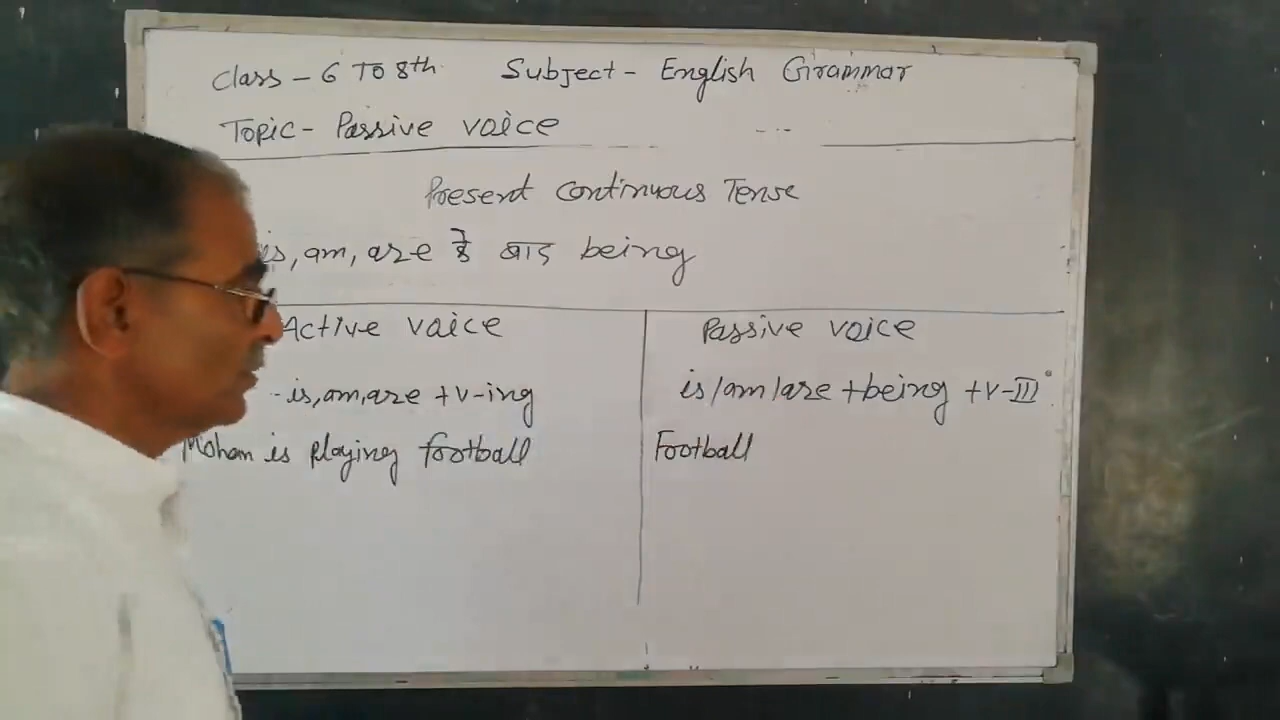 Class - 6 TO 8th Subject - English Grammar
Topic - Passive voice
Present Continuous Tense
is, am, are के बाद being
Active voice
Passive voice
is, am, are + v-ing
is/am/are + being + v-III
Mohan is playing football
Football